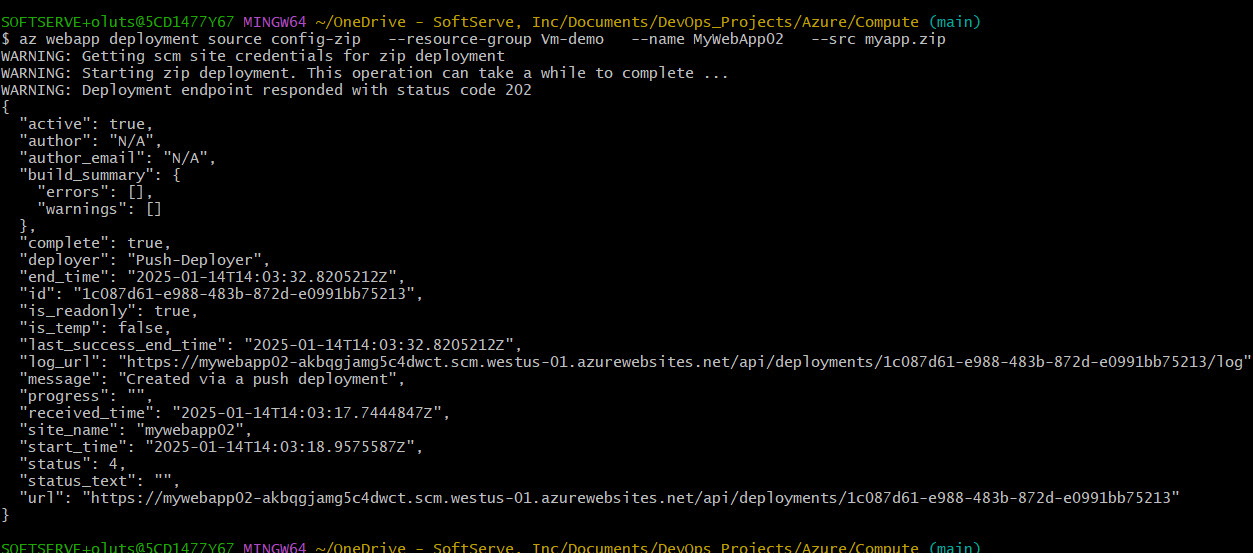 SOFTSERVE+oluts@5CD1477Y67 MINGW64 ~/OneDrive - SoftServe, Inc/Documents/DevOps_Projects/Azure/Compute (main)
$ az webapp deployment source config-zip   --resource-group Vm-demo   --name MyWebApp02   --src myapp.zip
WARNING: Getting scm site credentials for zip deployment
WARNING: Starting zip deployment. This operation can take a while to complete ...
WARNING: Deployment endpoint responded with status code 202
{
  "active": true,
  "author": "N/A",
  "author_email": "N/A",
  "build_summary": {
    "errors": [],
    "warnings": []
  },
  "complete": true,
  "deployer": "Push-Deployer",
  "end_time": "2025-01-14T14:03:32.8205212Z",
  "id": "1c087d61-e988-483b-872d-e0991bb75213",
  "is_readonly": true,
  "is_temp": false,
  "last_success_end_time": "2025-01-14T14:03:32.8205212Z",
  "log_url": "https://mywebapp02-akbqgjamg5c4dwct.scm.westus-01.azurewebsites.net/api/deployments/1c087d61-e988-483b-872d-e0991bb75213/log"
  "message": "Created via a push deployment",
  "progress": "",
  "received_time": "2025-01-14T14:03:17.7444847Z",
  "site_name": "mywebapp02",
  "start_time": "2025-01-14T14:03:18.9575587Z",
  "status": 4,
  "status_text": "",
  "url": "https://mywebapp02-akbqgjamg5c4dwct.scm.westus-01.azurewebsites.net/api/deployments/1c087d61-e988-483b-872d-e0991bb75213"
}
SOFTSERVE+oluts@5CD1477Y67 MINGW64 ~/OneDrive - SoftServe, Inc/Documents/DevOps_Projects/Azure/Compute (main)